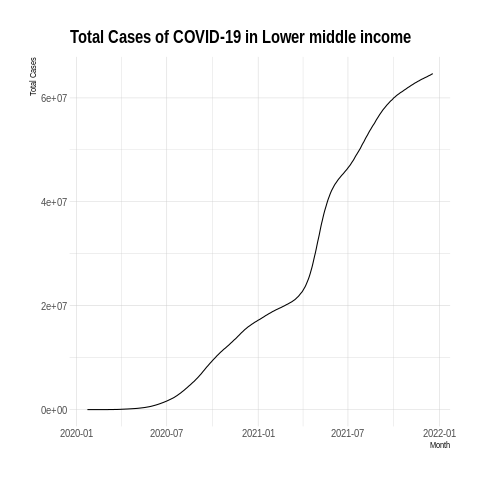 Total Cases of COVID-19 in Lower middle income
Total Cases
6e+07
4e+07
2e+07
0e+00
2020-01 2020-07 2021-01 2021-07 2022-01
Month